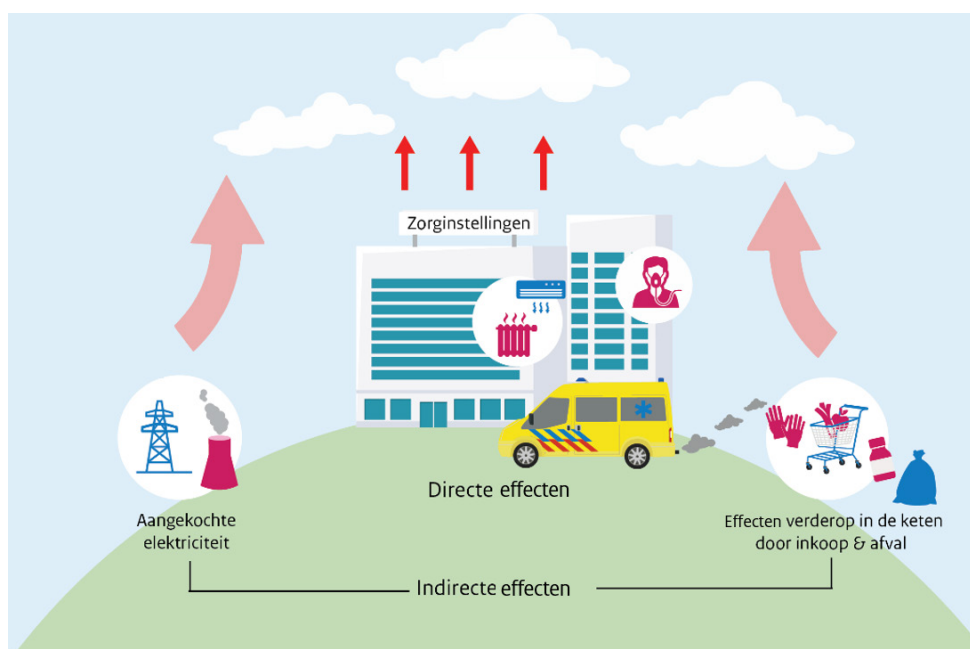 Zorginstellingen
Directe effecten
Aangekochte
elektriciteit
Effecten verderop in de keten
door inkoop & afval
Indirecte effecten